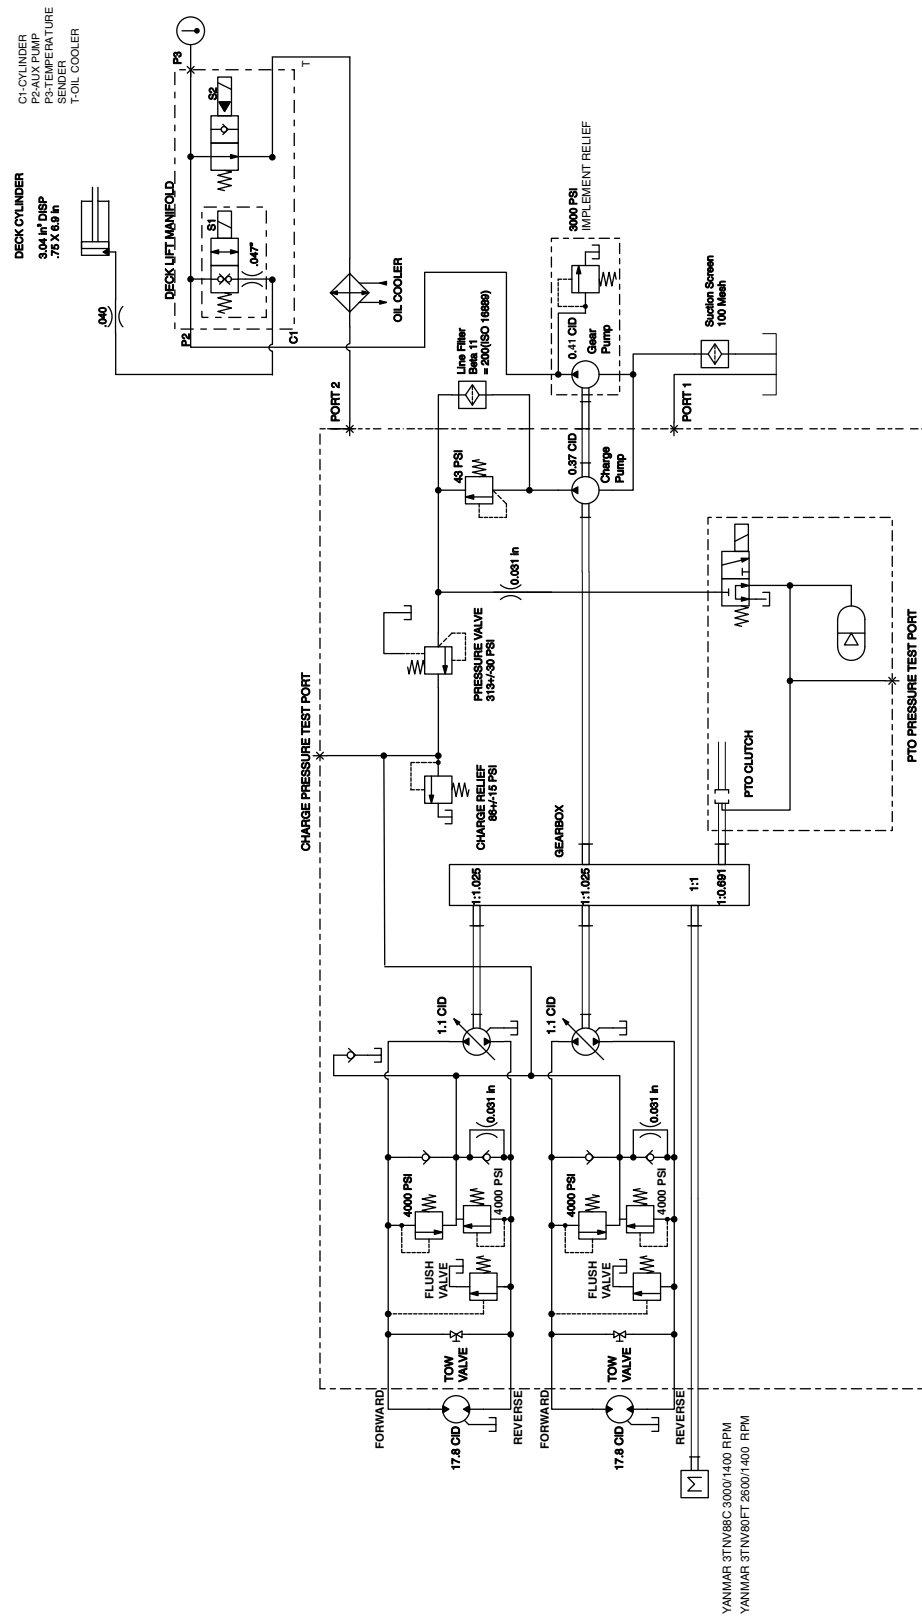 C1-CYLINDER
P2-AUX PUMP
P3-TEMPERATURE
SENDER
T-OIL COOLER
DECK CYLINDER
3.04 in³ DISP
.75 X 6.9 in
.040
DECK LIFT MANIFOLD
P3
S2
S1
.047"
P2
C1
T
OIL COOLER
PORT 2
Line Filter
Beta 11
= 200(ISO 16889)
3000 PSI
IMPLEMENT RELIEF
0.41 CID
Gear
Pump
Suction Screen
100 Mesh
PORT 1
43 PSI
0.37 CID
Charge
Pump
0.031 in
PRESSURE VALVE
313+/-30 PSI
CHARGE PRESSURE TEST PORT
CHARGE RELIEF
86+/-15 PSI
PTO CLUTCH
PTO PRESSURE TEST PORT
GEARBOX
1:1.025
1:1.025
1:1
1:0.691
1.1 CID
1.1 CID
0.031 in
0.031 in
4000 PSI
4000 PSI
4000 PSI
4000 PSI
FLUSH
VALVE
FLUSH
VALVE
TOW
VALVE
TOW
VALVE
FORWARD
REVERSE
FORWARD
REVERSE
17.8 CID
17.8 CID
M
YANMAR 3TNV88C 3000/1400 RPM
YANMAR 3TNV80FT 2600/1400 RPM